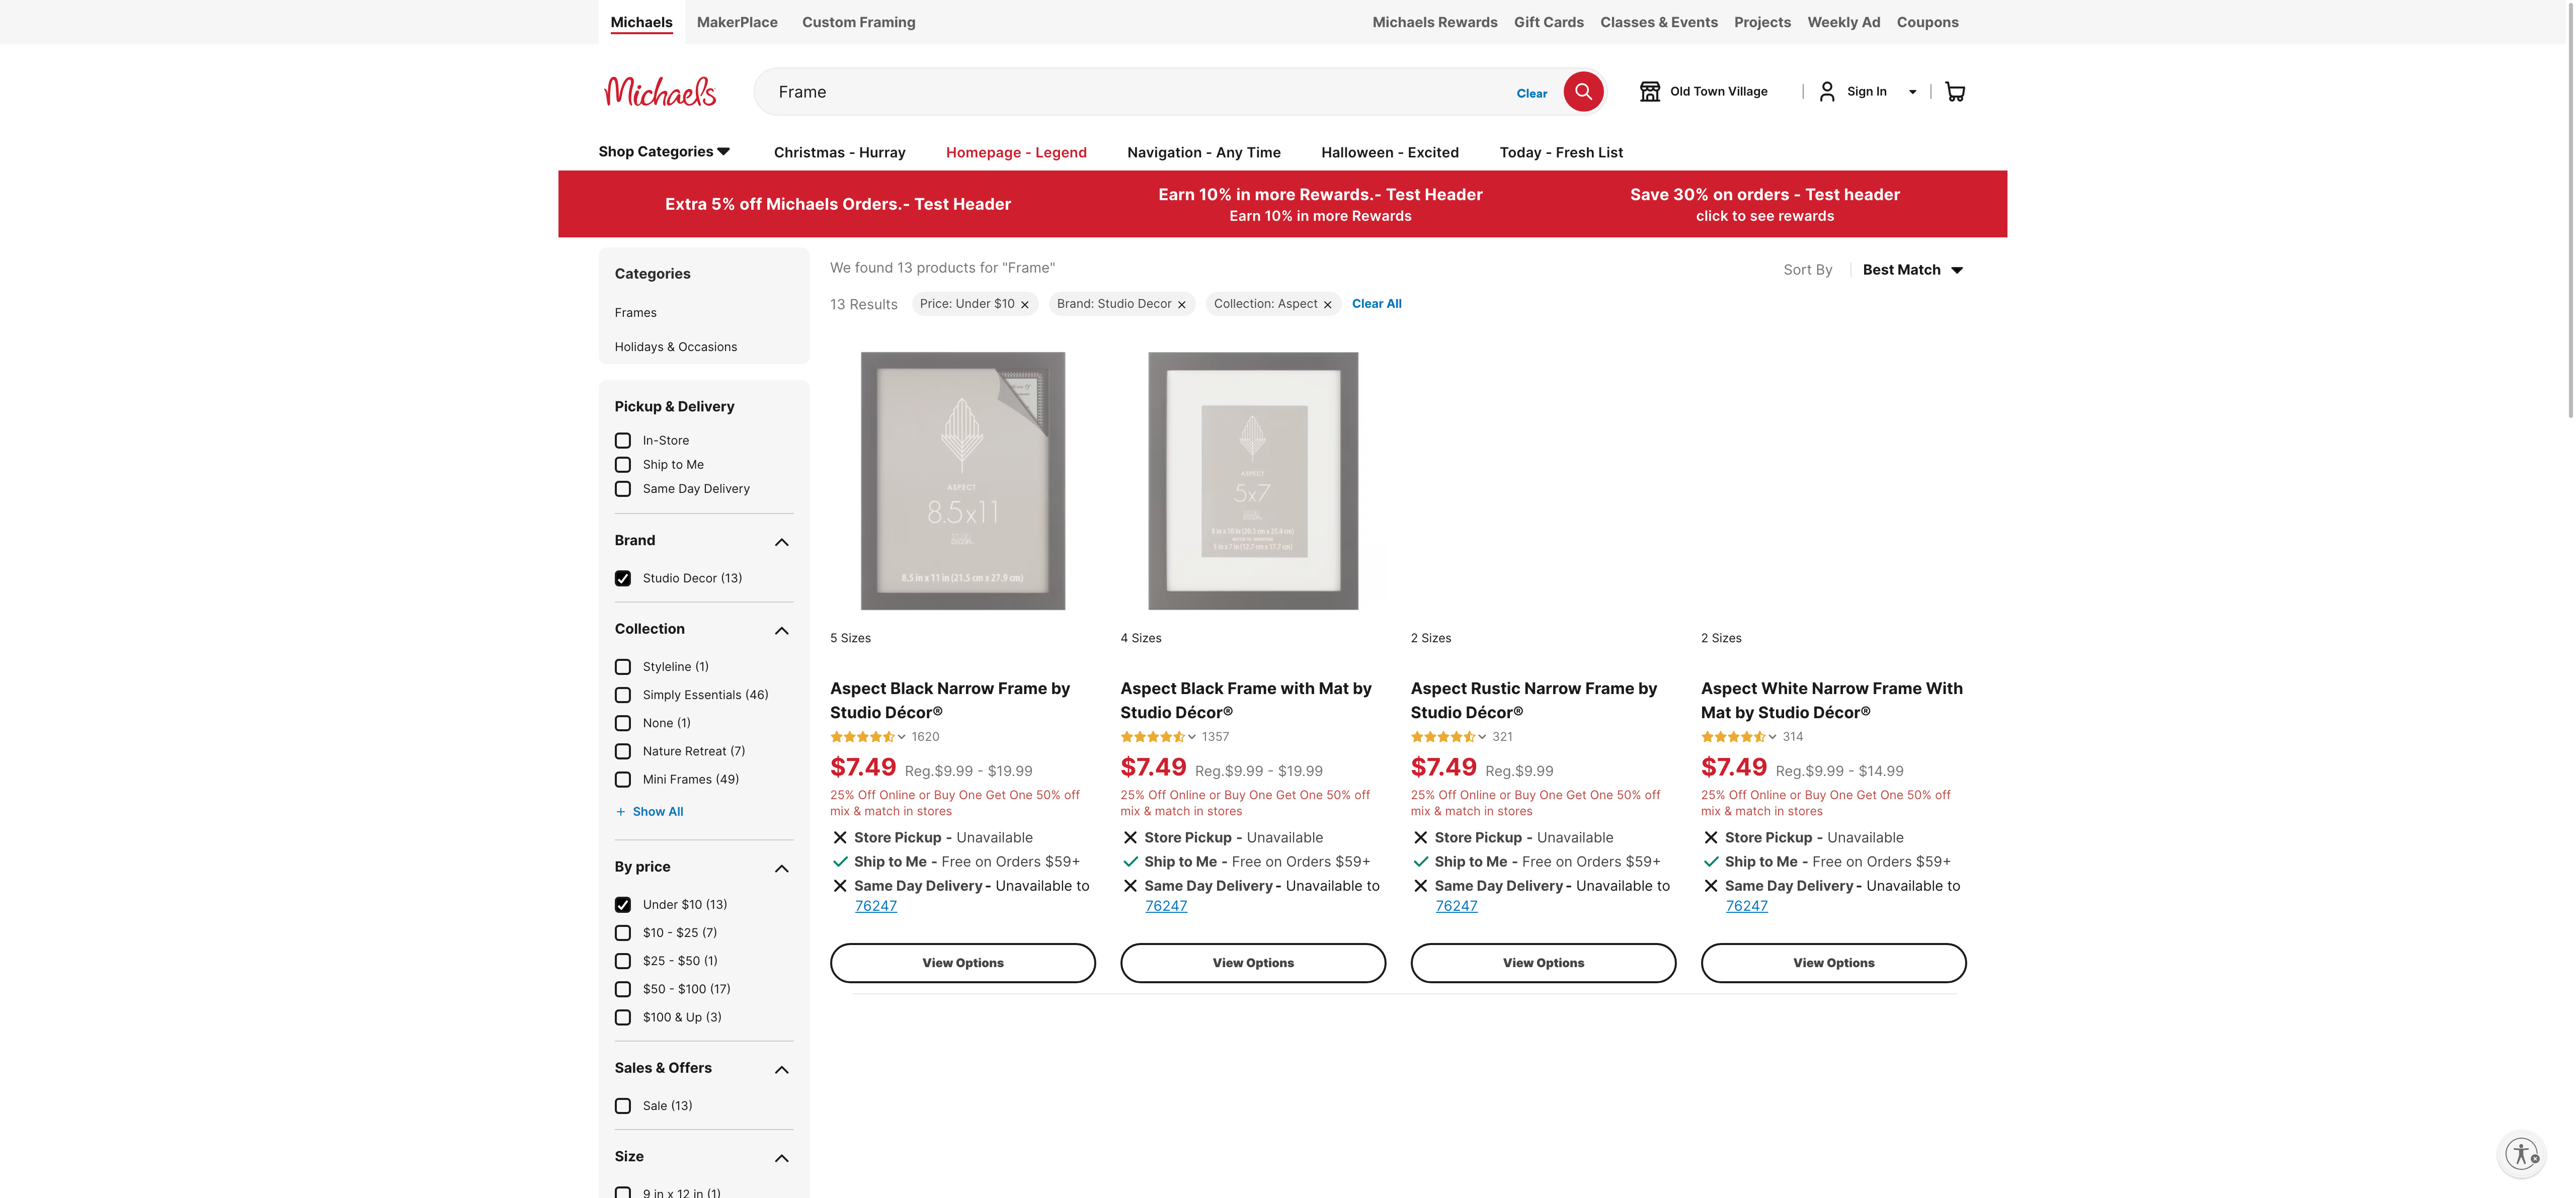 Michaels MakerPlace Custom Framing Michaels Rewards Gift Cards Classes & Events Projects Weekly Ad Coupons
Michaels Frame Clear Old Town Village Sign In
Shop Categories Christmas - Hurray Homepage - Legend Navigation - Any Time Halloween - Excited Today - Fresh List
Extra 5% off Michaels Orders.- Test Header
Earn 10% in more Rewards.- Test Header
Earn 10% in more Rewards
Save 30% on orders - Test header
click to see rewards
Categories
Frames
Holidays & Occasions
Pickup & Delivery
In-Store
Ship to Me
Same Day Delivery
Brand
Studio Decor (13)
Collection
Styleline (1)
Simply Essentials (46)
None (1)
Nature Retreat (7)
Mini Frames (49)
+ Show All
By price
Under $10 (13)
$10 - $25 (7)
$25 - $50 (1)
$50 - $100 (17)
$100 & Up (3)
Sales & Offers
Sale (13)
Size
9 in x 12 in (1)
We found 13 products for "Frame"
Sort By Best Match
13 Results Price: Under $10 Brand: Studio Decor Collection: Aspect Clear All
ASPECT
8.5x11
8.5 in x 11 in (21.5 cm x 27.9 cm)
5 Sizes
Aspect Black Narrow Frame by
Studio Décor®
1620
$7.49 Reg.$9.99 - $19.99
25% Off Online or Buy One Get One 50% off
mix & match in stores
Store Pickup - Unavailable
Ship to Me - Free on Orders $59+
Same Day Delivery - Unavailable to
76247
View Options
ASPECT
5x7
8 in x 10 in (20.3 cm x 25.4 cm)
5 in x 7 in (12.7 cm x 17.7 cm)
4 Sizes
Aspect Black Frame with Mat by
Studio Décor®
1357
$7.49 Reg.$9.99 - $19.99
25% Off Online or Buy One Get One 50% off
mix & match in stores
Store Pickup - Unavailable
Ship to Me - Free on Orders $59+
Same Day Delivery - Unavailable to
76247
View Options
2 Sizes
Aspect Rustic Narrow Frame by
Studio Décor®
321
$7.49 Reg.$9.99
25% Off Online or Buy One Get One 50% off
mix & match in stores
Store Pickup - Unavailable
Ship to Me - Free on Orders $59+
Same Day Delivery - Unavailable to
76247
View Options
2 Sizes
Aspect White Narrow Frame With
Mat by Studio Décor®
314
$7.49 Reg.$9.99 - $14.99
25% Off Online or Buy One Get One 50% off
mix & match in stores
Store Pickup - Unavailable
Ship to Me - Free on Orders $59+
Same Day Delivery - Unavailable to
76247
View Options